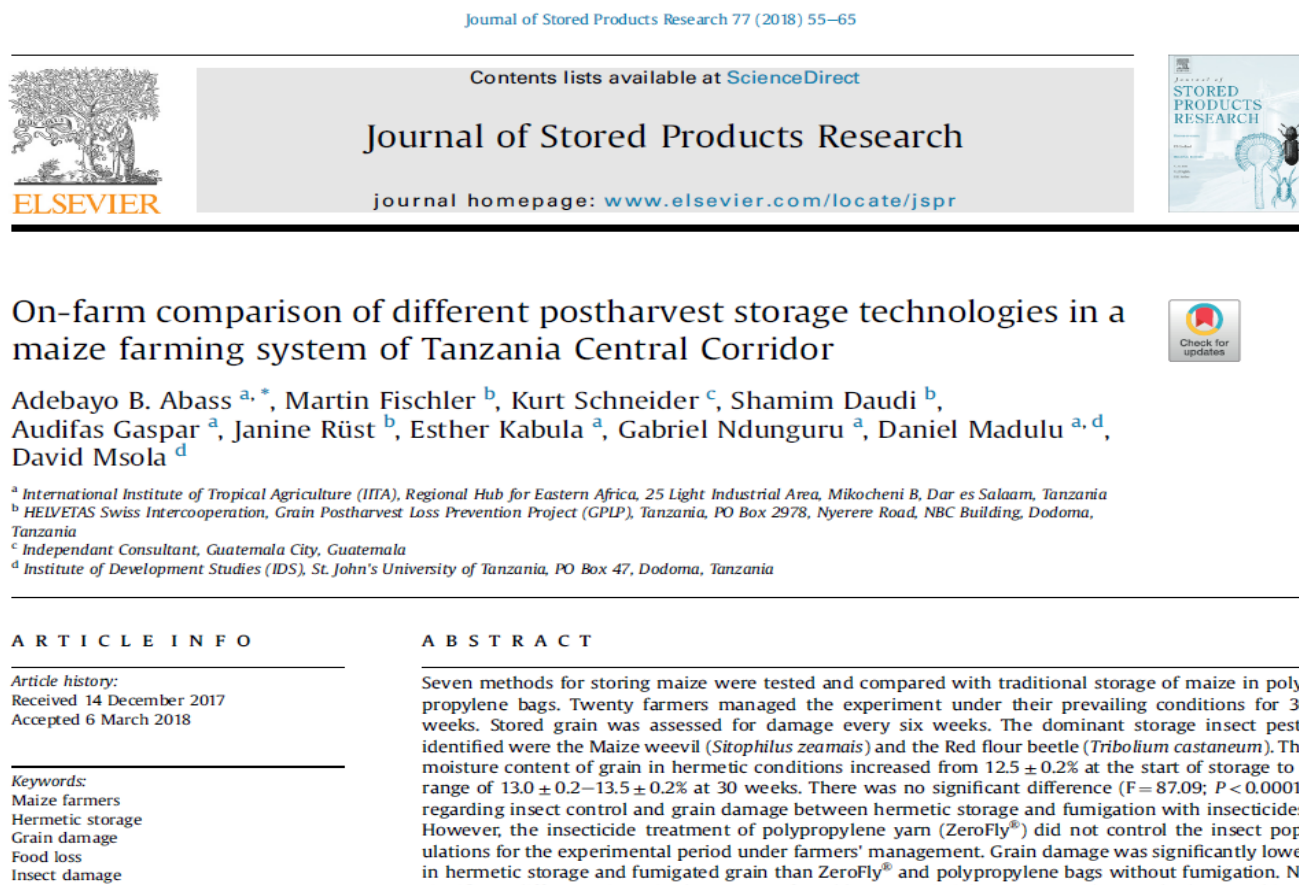 Journal of Stored Products Research 77 (2018) 55–65
Contents lists available at ScienceDirect
Journal of Stored Products Research
journal homepage: www.elsevier.com/locate/jspr
ELSEVIER
Journal of
STORED
PRODUCTS
RESEARCH
On-farm comparison of different postharvest storage technologies in a
maize farming system of Tanzania Central Corridor
Check for
updates
Adebayo B. Abass a, *, Martin Fischler b, Kurt Schneider c, Shamim Daudi b,
Audifas Gaspar a, Janine Rüst b, Esther Kabula a, Gabriel Ndunguru a, Daniel Madulu a, d,
David Msola d
a International Institute of Tropical Agriculture (IITA), Regional Hub for Eastern Africa, 25 Light Industrial Area, Mikocheni B, Dar es Salaam, Tanzania
b HELVETAS Swiss Intercooperation, Grain Postharvest Loss Prevention Project (GPLP), Tanzania, PO Box 2978, Nyerere Road, NBC Building, Dodoma,
Tanzania
c Independant Consultant, Guatemala City, Guatemala
d Institute of Development Studies (IDS), St. John's University of Tanzania, PO Box 47, Dodoma, Tanzania
ARTICLE INFO
Article history:
Received 14 December 2017
Accepted 6 March 2018
Keywords:
Maize farmers
Hermetic storage
Grain damage
Food loss
Insect damage
ABSTRACT
Seven methods for storing maize were tested and compared with traditional storage of maize in poly
propylene bags. Twenty farmers managed the experiment under their prevailing conditions for 3
weeks. Stored grain was assessed for damage every six weeks. The dominant storage insect pest
identified were the Maize weevil (Sitophilus zeamais) and the Red flour beetle (Tribolium castaneum). Th
moisture content of grain in hermetic conditions increased from 12.5 ± 0.2% at the start of storage to
range of 13.0 ± 0.2–13.5 ± 0.2% at 30 weeks. There was no significant difference (F = 87.09; P < 0.0001
regarding insect control and grain damage between hermetic storage and fumigation with insecticide
However, the insecticide treatment of polypropylene yarn (ZeroFly®) did not control the insect pop
ulations for the experimental period under farmers' management. Grain damage was significantly lowe
in hermetic storage and fumigated grain than ZeroFly® and polypropylene bags without fumigation. N